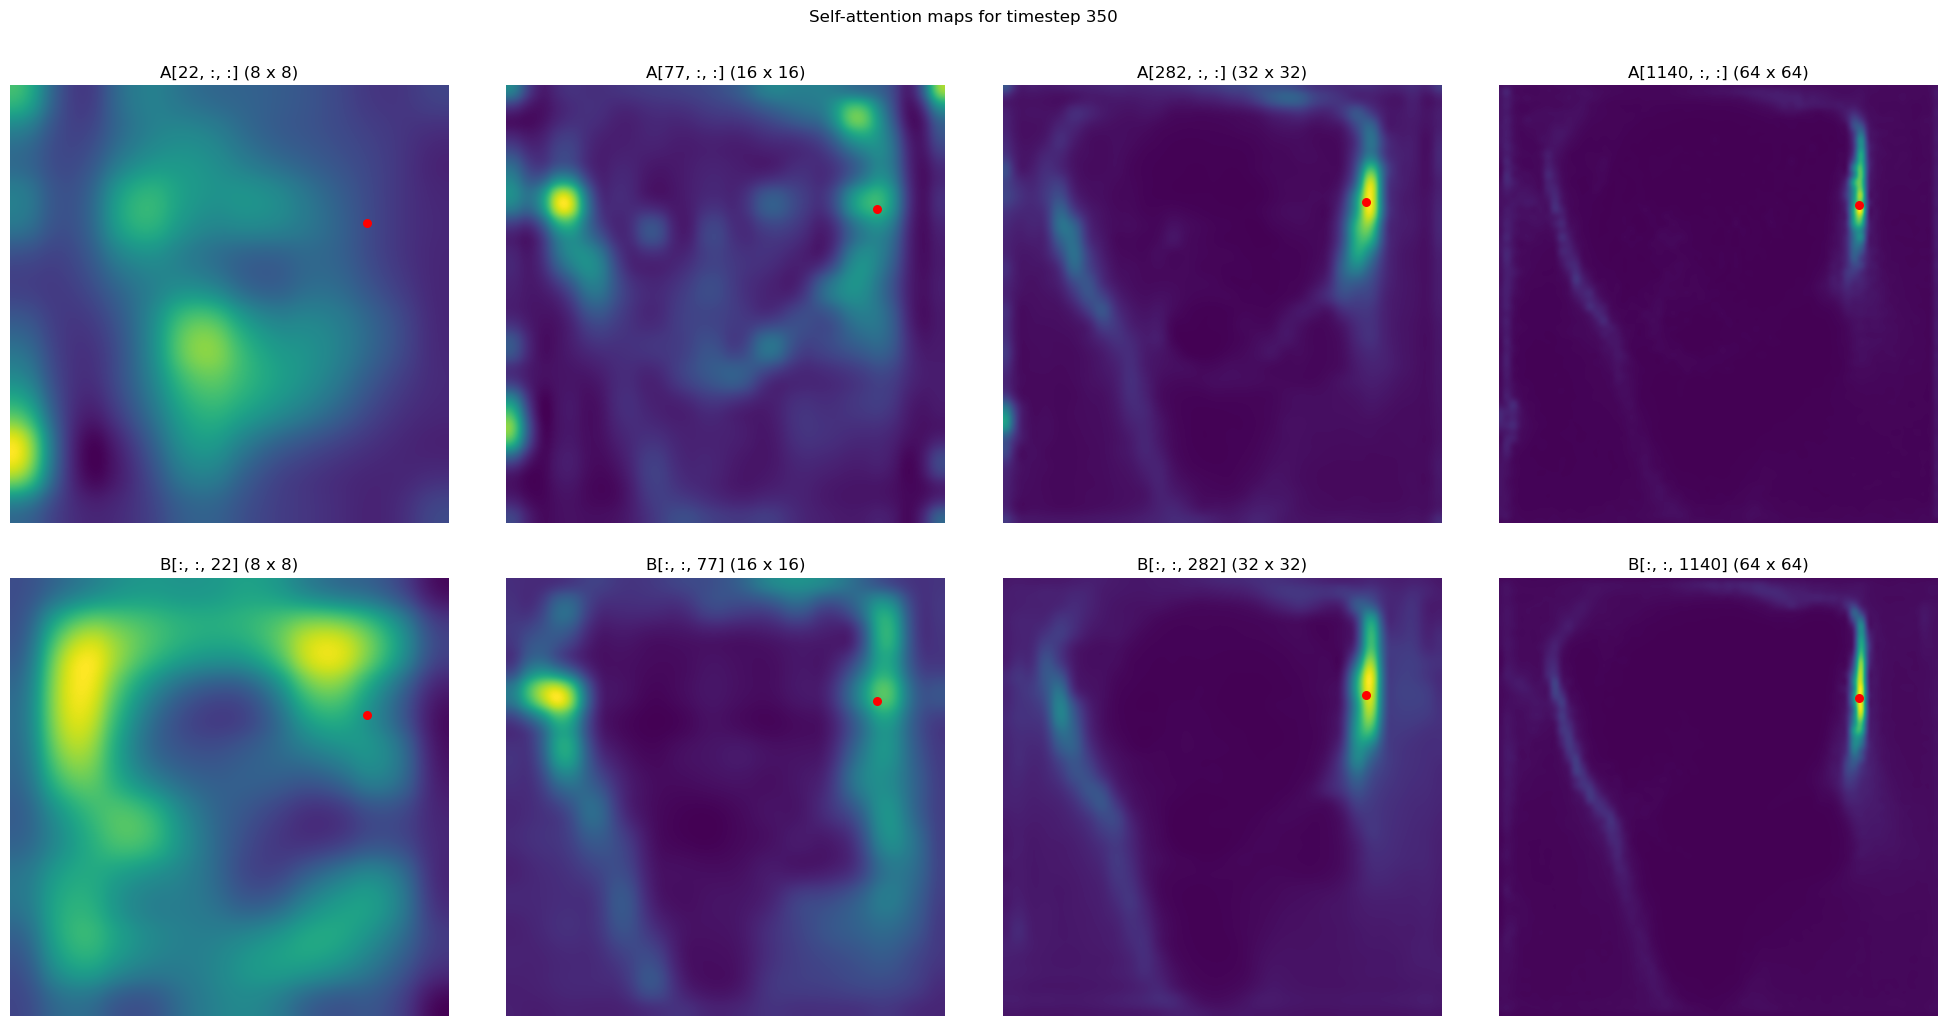 Self-attention maps for timestep 350
A[22, :, :] (8 x 8)
A[77, :, :] (16 x 16)
A[282, :, :] (32 x 32)
A[1140, :, :] (64 x 64)
B[:, :, 22] (8 x 8)
B[:, :, 77] (16 x 16)
B[:, :, 282] (32 x 32)
B[:, :, 1140] (64 x 64)